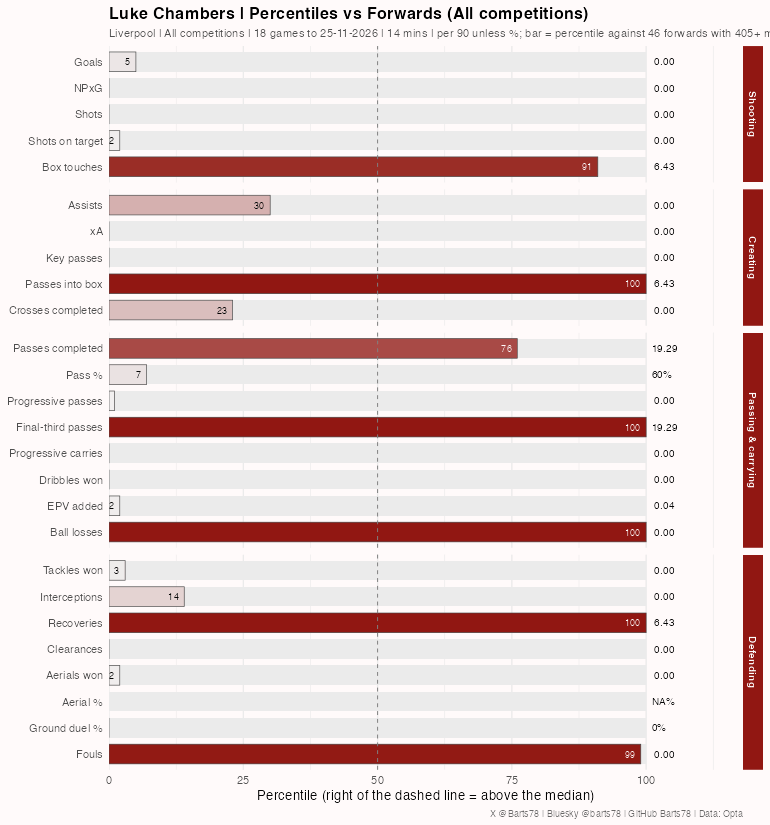 Luke Chambers | Percentiles vs Forwards (All competitions)
Liverpool | All competitions | 18 games to 25-11-2026 | 14 mins | per 90 unless %; bar = percentile against 46 forwards with 405+ m
Goals 5 0.00
NPxG 0.00
Shots 0.00
Shots on target 2 0.00
Box touches 91 6.43
Shooting
Assists 30 0.00
xA 0.00
Key passes 0.00
Passes into box 100 6.43
Crosses completed 23 0.00
Creating
Passes completed 76 19.29
Pass % 7 60%
Progressive passes 0.00
Final-third passes 100 19.29
Progressive carries 0.00
Dribbles won 0.00
EPV added 2 0.04
Ball losses 100 0.00
Passing & carrying
Tackles won 3 0.00
Interceptions 14 0.00
Recoveries 100 6.43
Clearances 0.00
Aerials won 2 0.00
Aerial % NA%
Ground duel % 0%
Fouls 99 0.00
Defending
0 25 50 75 100
Percentile (right of the dashed line = above the median)
X @Barts78 | Bluesky @barts78 | GitHub Barts78 | Data: Opta